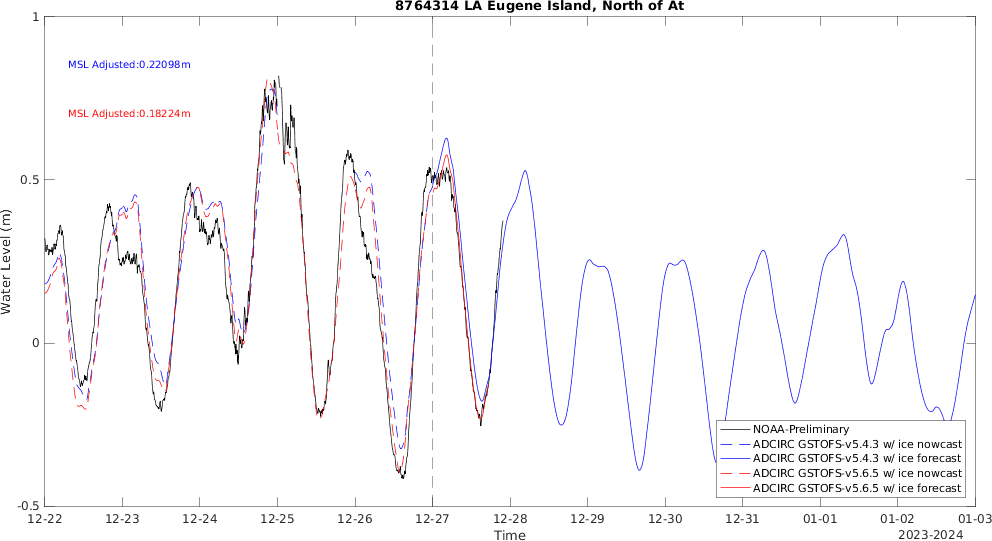 8764314 LA Eugene Island, North of At
1
MSL Adjusted:0.22098m
MSL Adjusted:0.18224m
0.5
Water Level (m)
0
-0.5
NOAA-Preliminary
ADCIRC GSTOFS-v5.4.3 w/ ice nowcast
ADCIRC GSTOFS-v5.4.3 w/ ice forecast
ADCIRC GSTOFS-v5.6.5 w/ ice nowcast
ADCIRC GSTOFS-v5.6.5 w/ ice forecast
12-22 12-23 12-24 12-25 12-26 12-27 12-28 12-29 12-30 12-31 01-01 01-02 01-03
Time
2023-2024